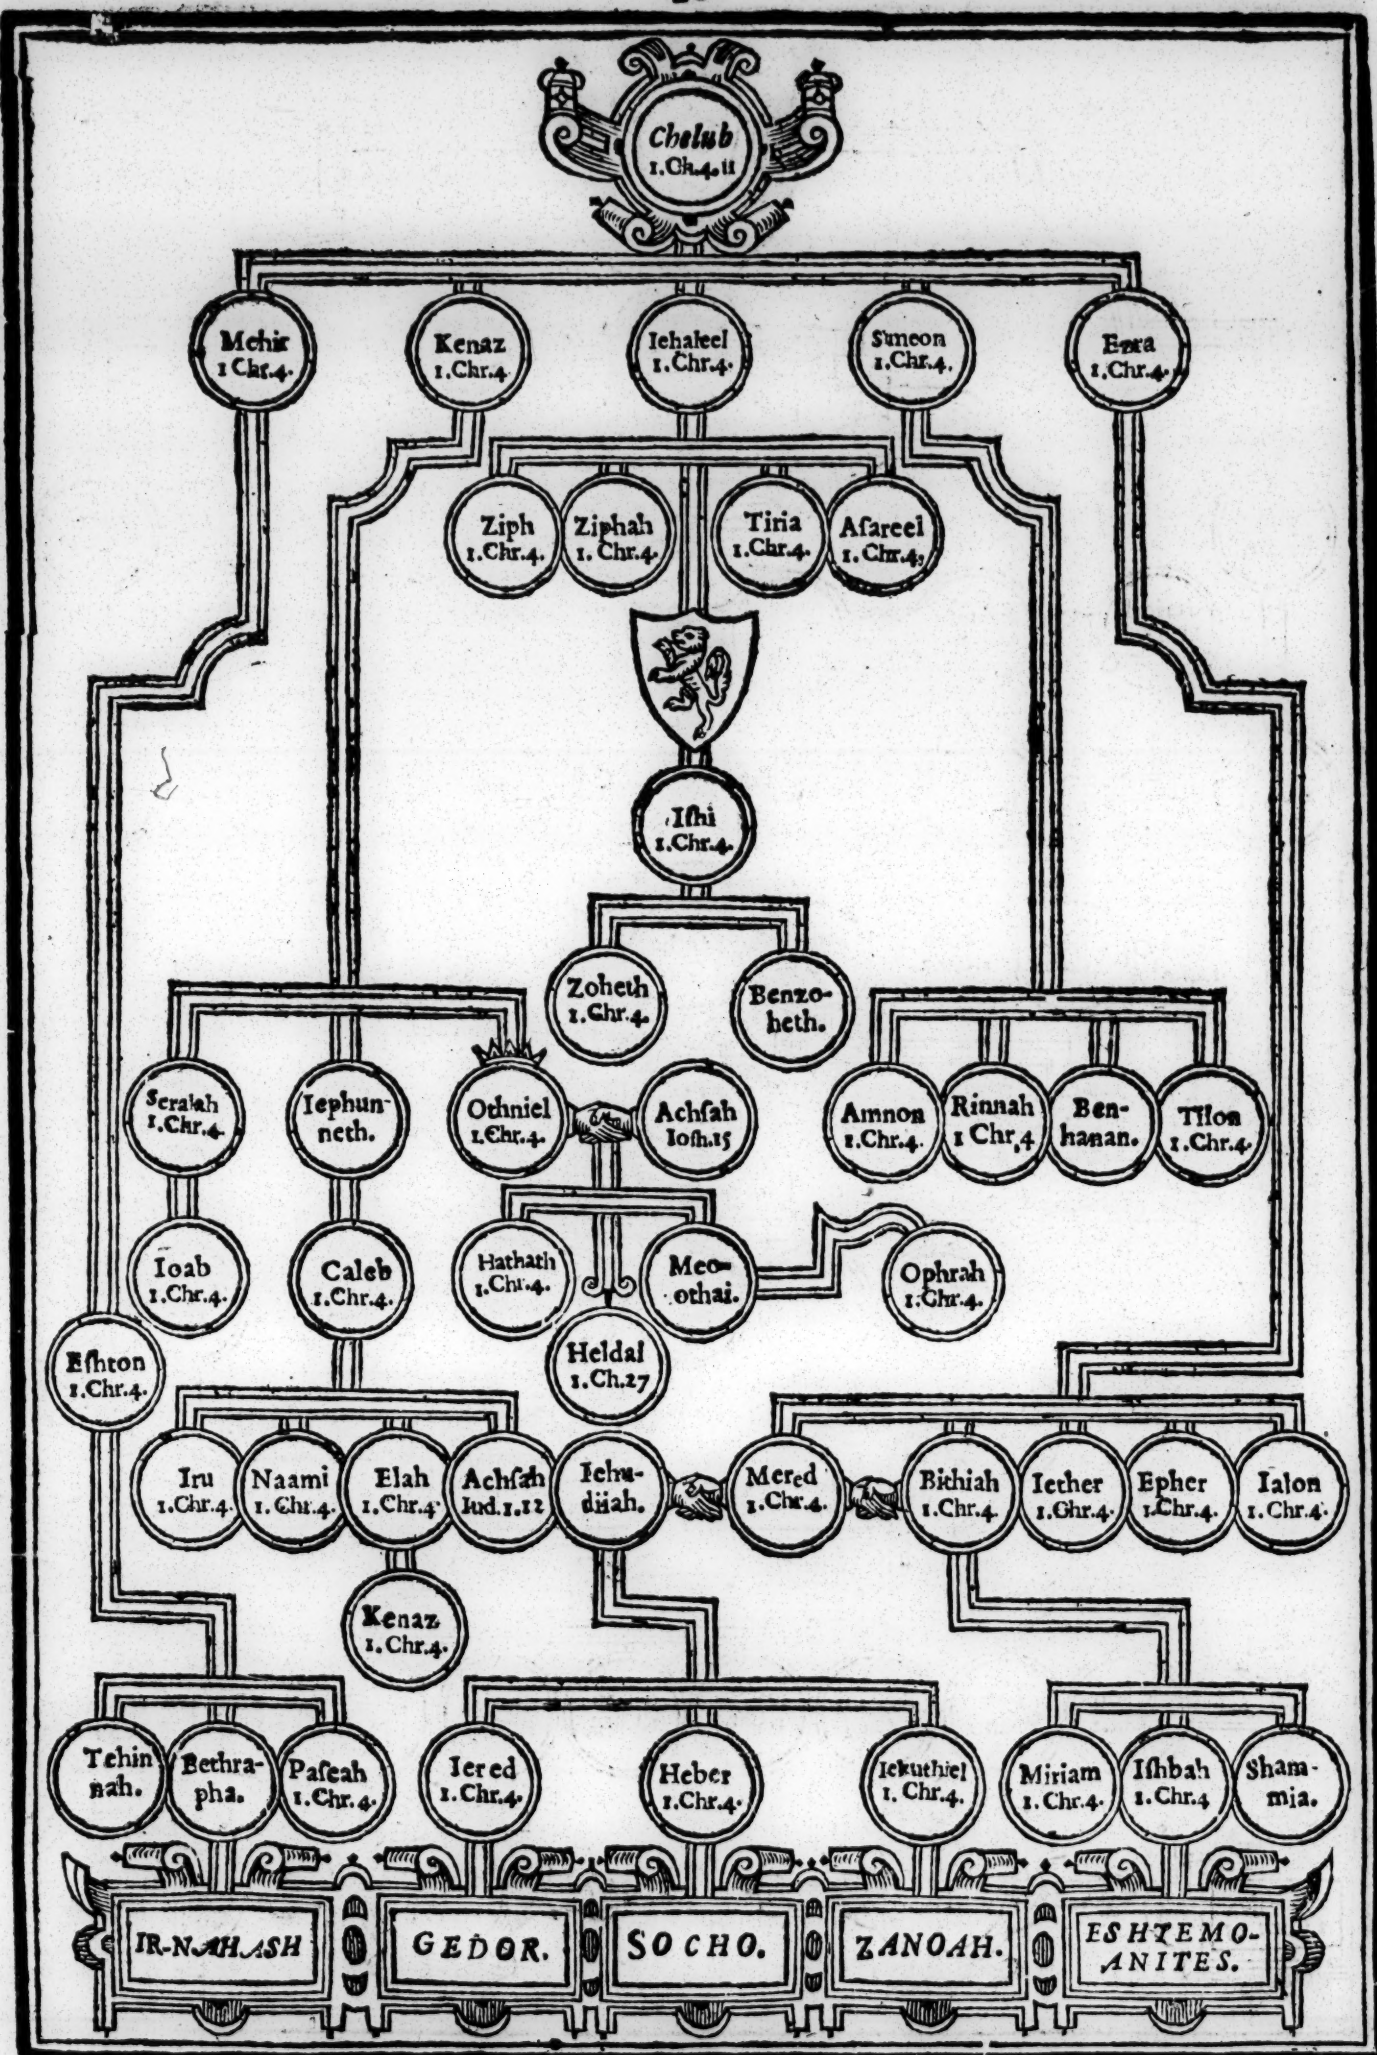 Chelub
1.Ch.4.11
Mehir
1 Chr.4.
Kenaz
1.Chr.4
Iehaleel
1.Chr.4.
Simeon
1.Chr.4.
Ezra
1.Chr.4.
Ziph
1.Chr.4.
Ziphah
1. Chr.4.
Tiria
1.Chr.4.
Aſareel
1.Chr.4,
Iſhi
1.Chr.4.
Zoheth
1.Chr.4.
Benzo-
heth.
Seraiah
1.Chr.4.
Iephun-
neth.
Othniel
1.Chr.4.
Achſah
Ioſh.15
Amnon
1.Chr.4.
Rinnah
1 Chr,4
Ben-
hanan.
Tilon
1.Chr.4.
Ioab
1.Chr.4.
Caleb
1.Chr.4.
Hathath
1.Chr.4.
Meo-
othai.
Ophrah
1.Chr.4.
Eſhton
1.Chr.4.
Heldai
1.Ch.27
Iru
1.Chr.4.
Naami
1.Chr.4.
Elah
1.Chr.4.
Achſah
Iud.1.12
Iehu-
diiah.
Mered
1.Chr.4.
Bithiah
1.Chr.4.
Iether
1.Chr.4.
Epher
1.Chr.4.
Ialon
1.Chr.4.
Kenaz
1.Chr.4.
Tehin
nah.
Bethra-
pha.
Paſeah
1.Chr.4.
Iered
1.Chr.4.
Heber
1.Chr.4.
Iekuthiel
1. Chr.4.
Miriam
1.Chr.4.
Iſhbah
1.Chr.4
Sham-
mia.
IR-NAHASH
GEDOR.
SOCHO.
ZANOAH.
ESHTEMO-
ANITES.